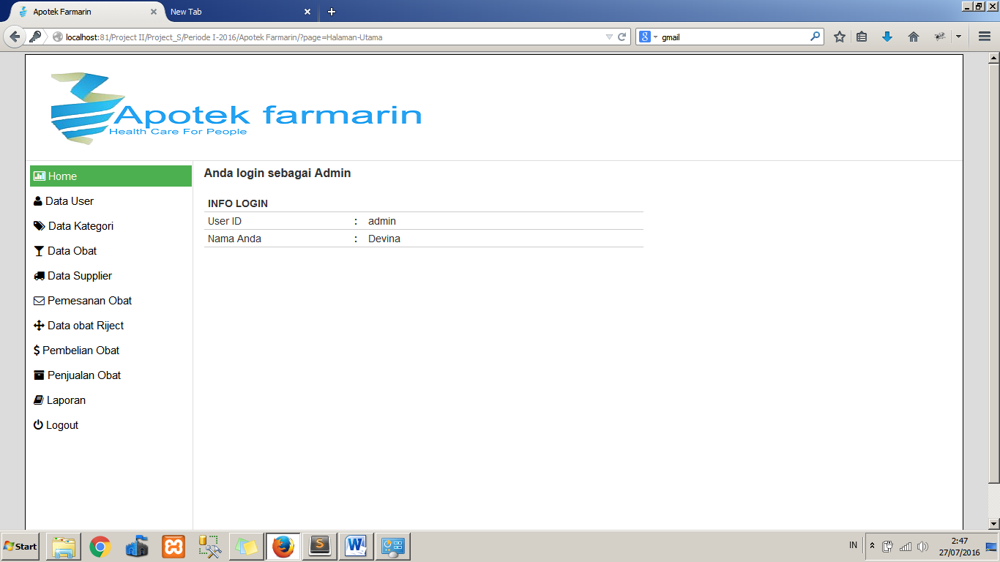 Apotek Farmarin
New Tab
localhost:81/Project II/Project_S/Periode I-2016/Apotek Farmarin/?page=Halaman-Utama
gmail
Apotek farmarin
Health Care For People
Home
Data User
Data Kategori
Data Obat
Data Supplier
Pemesanan Obat
Data obat Riject
Pembelian Obat
Penjualan Obat
Laporan
Logout
Anda login sebagai Admin
INFO LOGIN
User ID : admin
Nama Anda : Devina
Start
IN
2:47
27/07/2016